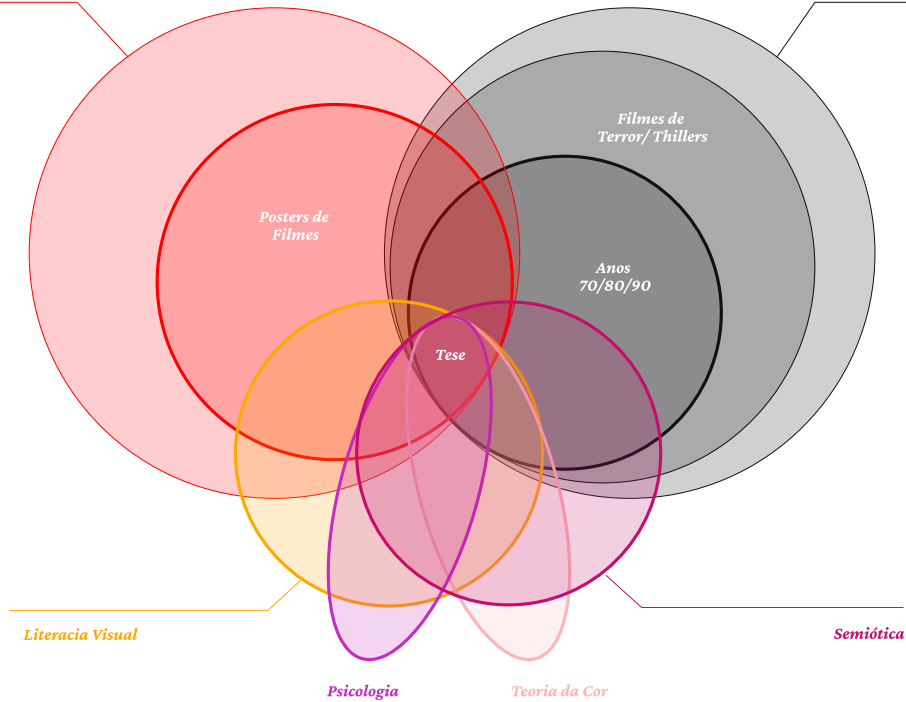 Filmes de
Terror/ Thillers
Posters de
Filmes
Anos
70/80/90
Tese
Literacia Visual
Semiótica
Psicologia
Teoria da Cor